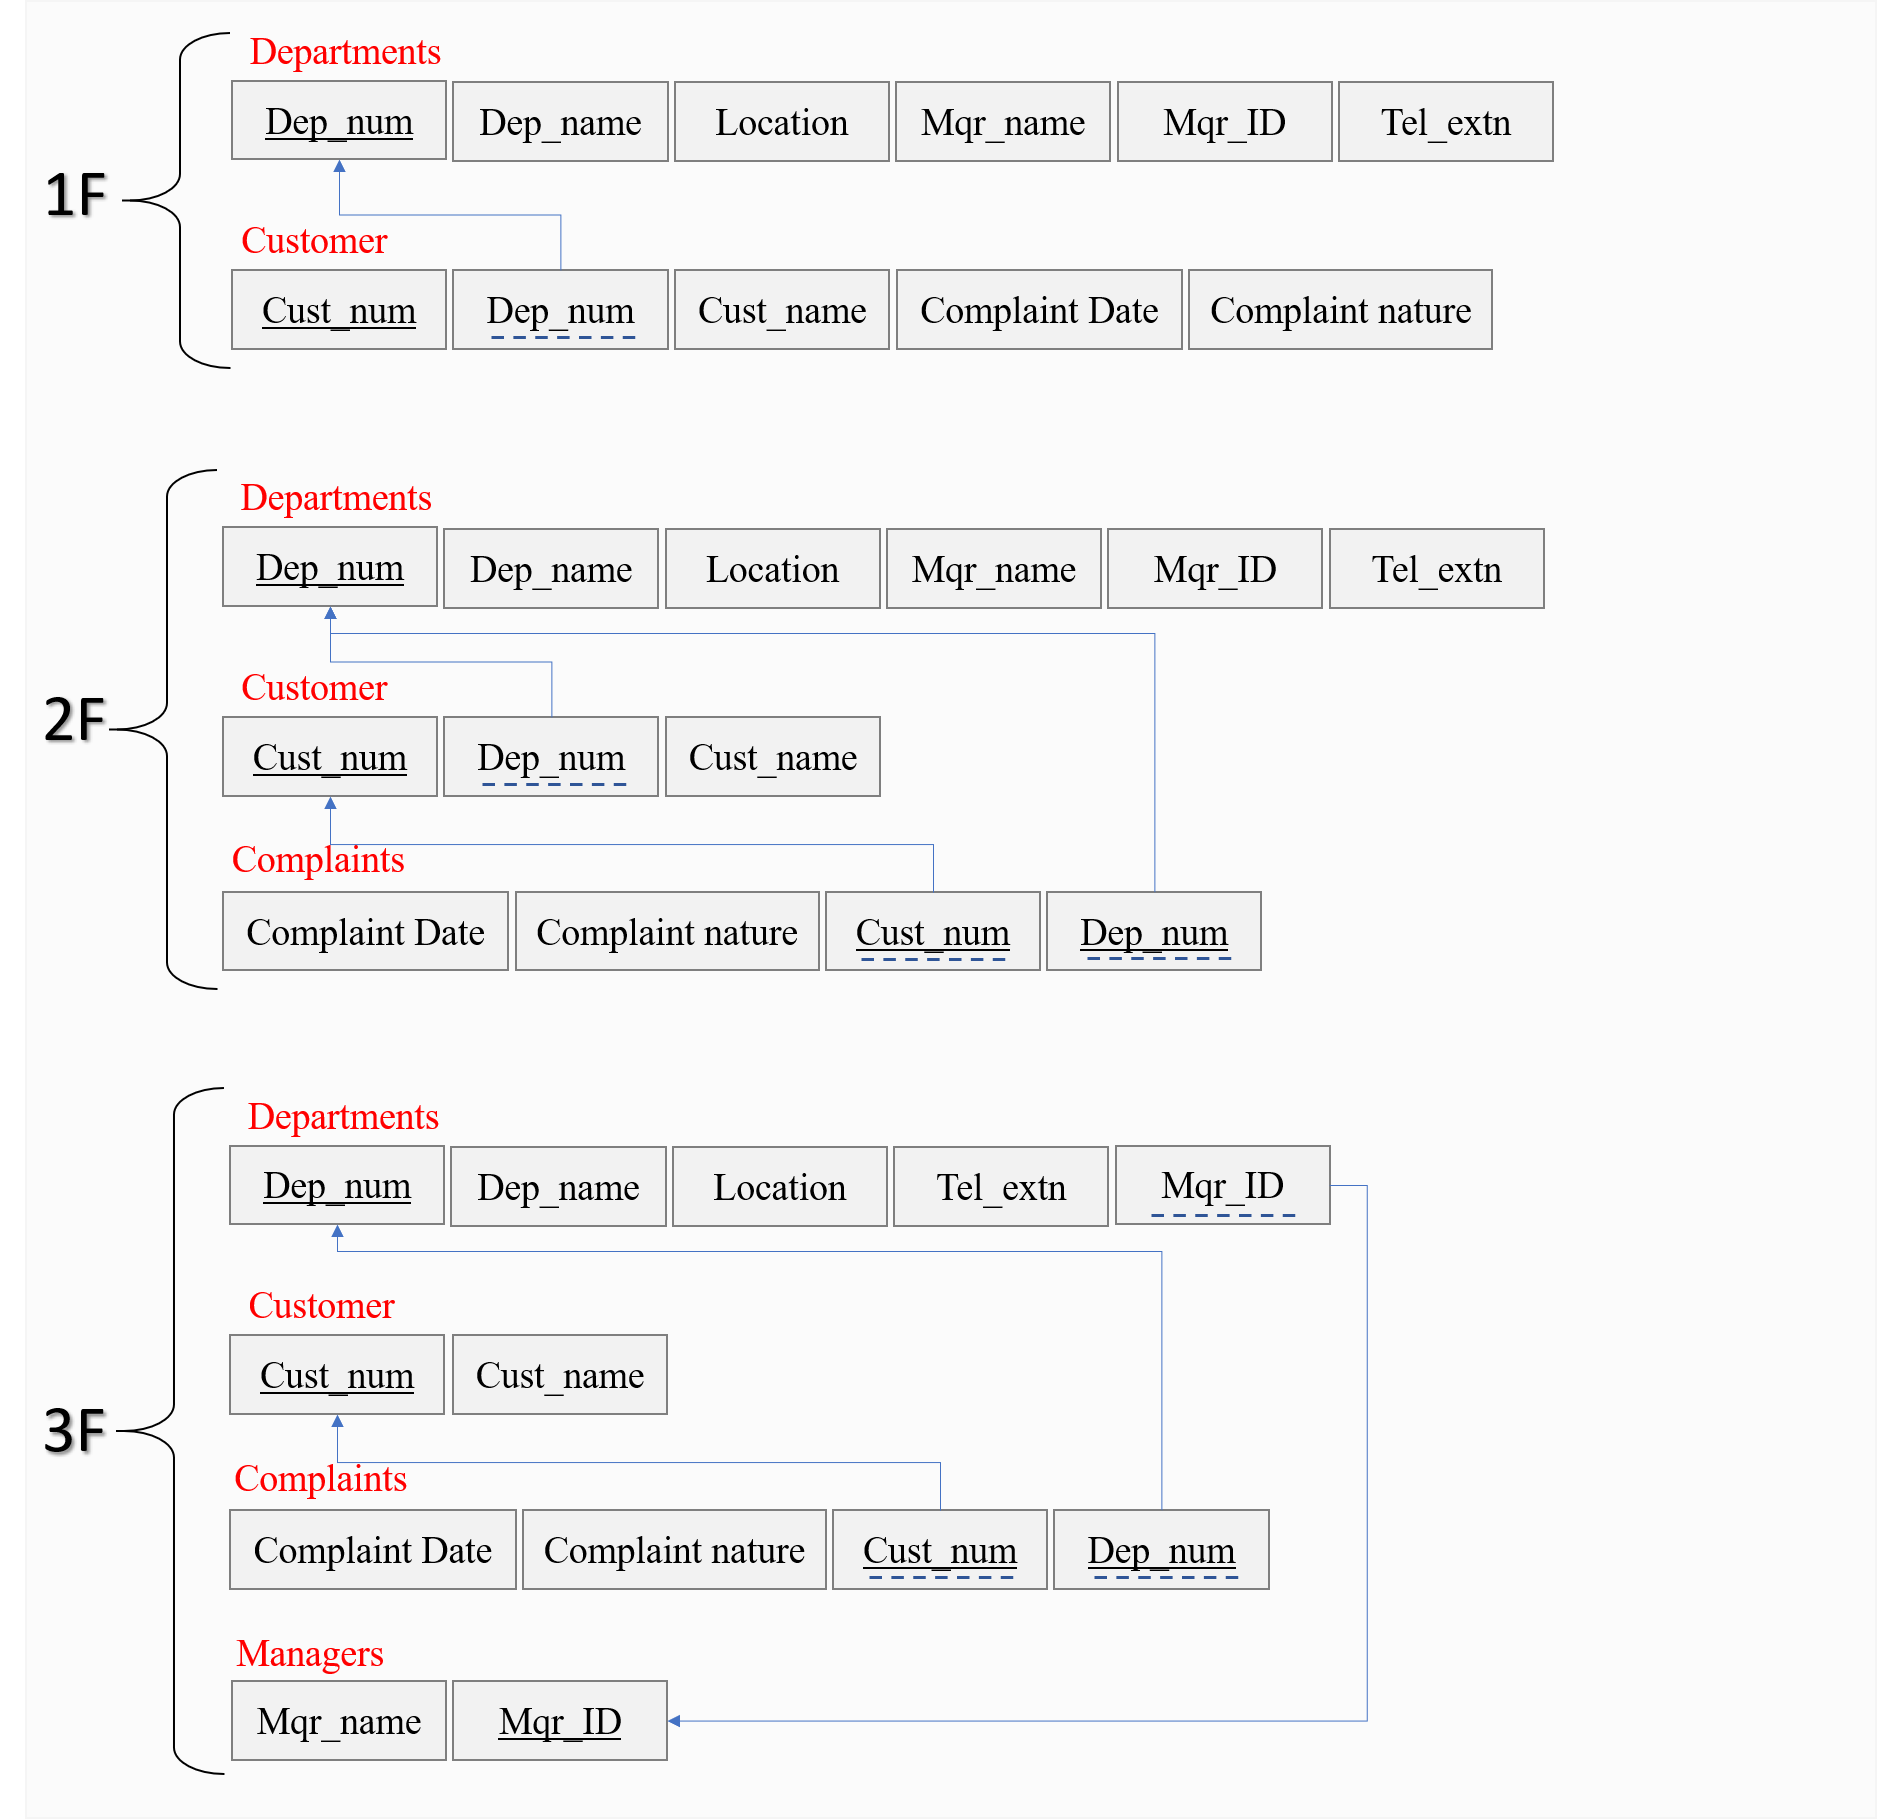 Departments
Dep_num Dep_name Location Mqr_name Mqr_ID Tel_extn
1F
Customer
Cust_num Dep_num Cust_name Complaint Date Complaint nature
Departments
Dep_num Dep_name Location Mqr_name Mqr_ID Tel_extn
Customer
2F
Cust_num Dep_num Cust_name
Complaints
Complaint Date Complaint nature Cust_num Dep_num
Departments
Dep_num Dep_name Location Tel_extn Mqr_ID
Customer
Cust_num Cust_name
3F
Complaints
Complaint Date Complaint nature Cust_num Dep_num
Managers
Mqr_name Mqr_ID